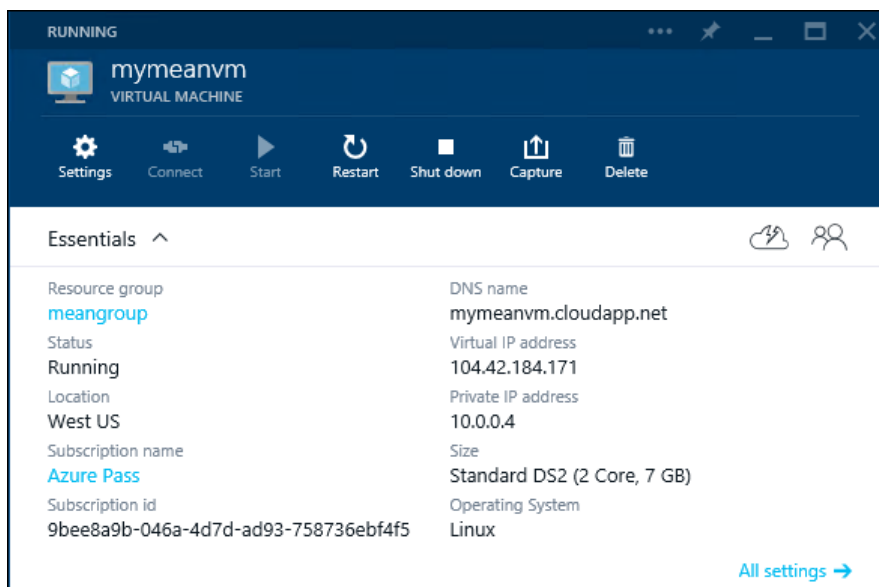 RUNNING
mymeanvm
VIRTUAL MACHINE
Settings Connect Start Restart Shut down Capture Delete
Essentials
Resource group
meangroup
Status
Running
Location
West US
Subscription name
Azure Pass
Subscription id
9bee8a9b-046a-4d7d-ad93-758736ebf4f5
DNS name
mymeanvm.cloudapp.net
Virtual IP address
104.42.184.171
Private IP address
10.0.0.4
Size
Standard DS2 (2 Core, 7 GB)
Operating System
Linux
All settings →